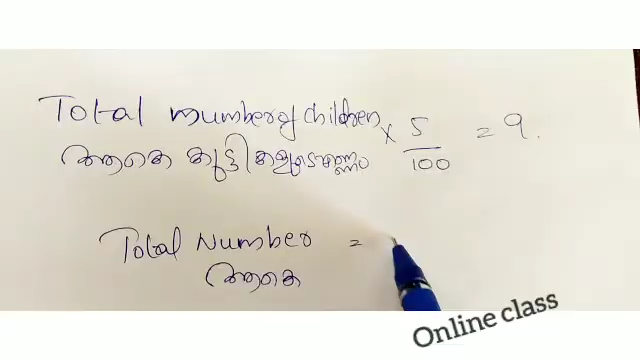 Total number of children × 5/100 = 9.
ആകെ കുട്ടികളുടെ എണ്ണം
Total Number =
ആകെ
Online class